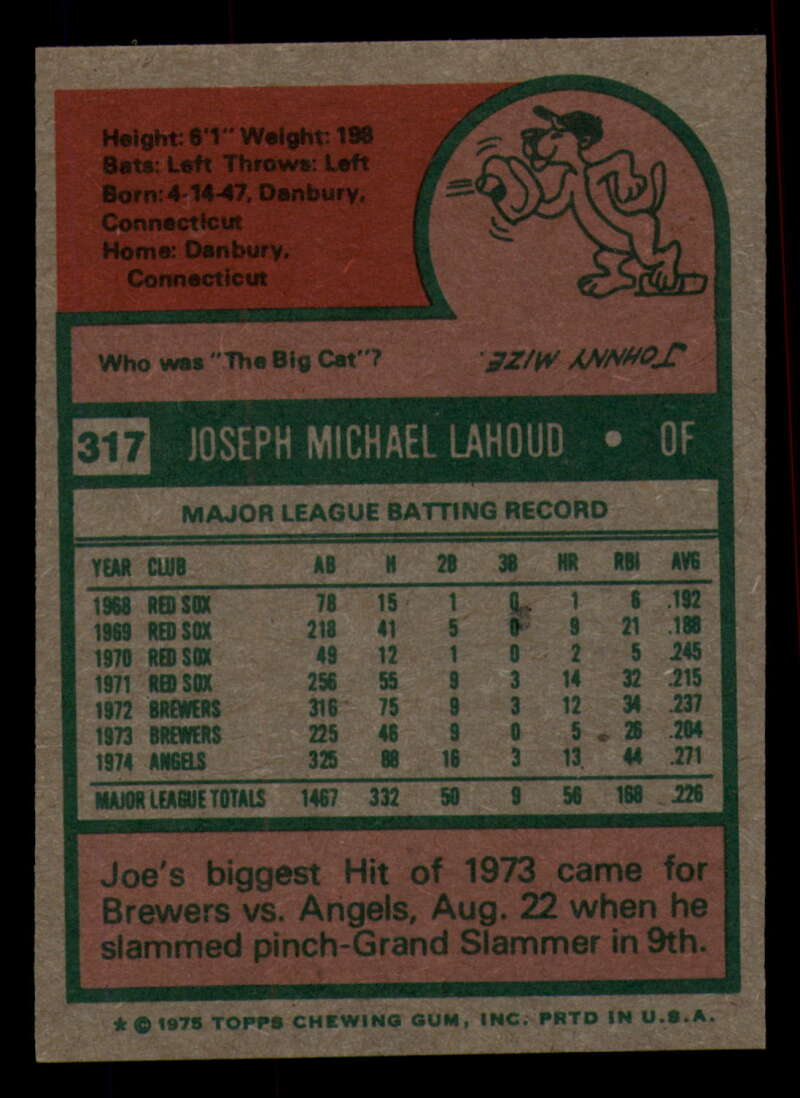 Height: 6'1" Weight: 198
Bats: Left Throws: Left
Born: 4-14-47, Danbury,
Connecticut
Home: Danbury,
Connecticut
Who was "The Big Cat"?
JOHNNY MIZE.
317 JOSEPH MICHAEL LAHOUD • OF
MAJOR LEAGUE BATTING RECORD
YEAR CLUB AB H 2B 3B HR RBI AVG
1968 RED SOX 78 15 1 0 1 6 .192
1969 RED SOX 218 41 5 0 9 21 .188
1970 RED SOX 49 12 1 0 2 5 .245
1971 RED SOX 256 55 9 3 14 32 .215
1972 BREWERS 316 75 9 3 12 34 .237
1973 BREWERS 225 46 9 0 5 26 .204
1974 ANGELS 325 88 16 3 13 44 .271
MAJOR LEAGUE TOTALS 1467 332 50 9 56 168 .226
Joe's biggest Hit of 1973 came for
Brewers vs. Angels, Aug. 22 when he
slammed pinch-Grand Slammer in 9th.
* © 1975 TOPPS CHEWING GUM, INC. PRTD IN U.S.A.